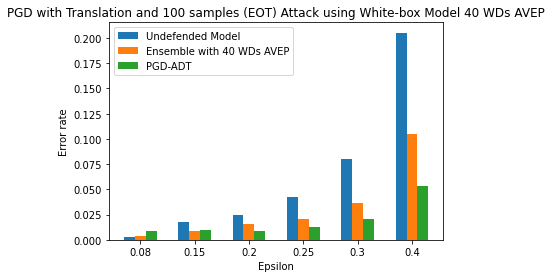 PGD with Translation and 100 samples (EOT) Attack using White-box Model 40 WDs AVEP
Undefended Model
Ensemble with 40 WDs AVEP
PGD-ADT
0.200
0.175
0.150
0.125
0.100
0.075
0.050
0.025
0.000
Error rate
0.08 0.15 0.2 0.25 0.3 0.4
Epsilon